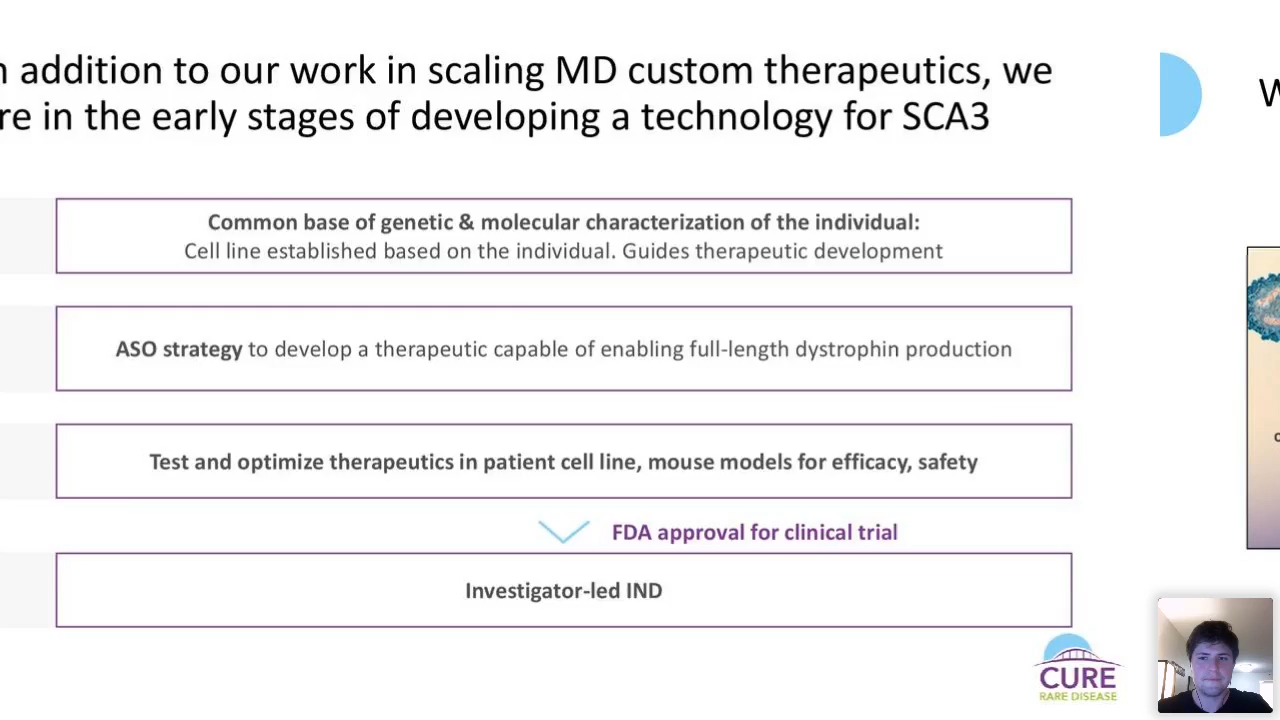 n addition to our work in scaling MD custom therapeutics, we
re in the early stages of developing a technology for SCA3
W
Common base of genetic & molecular characterization of the individual:
Cell line established based on the individual. Guides therapeutic development
ASO strategy to develop a therapeutic capable of enabling full-length dystrophin production
Test and optimize therapeutics in patient cell line, mouse models for efficacy, safety
FDA approval for clinical trial
Investigator-led IND
CURE
RARE DISEASE